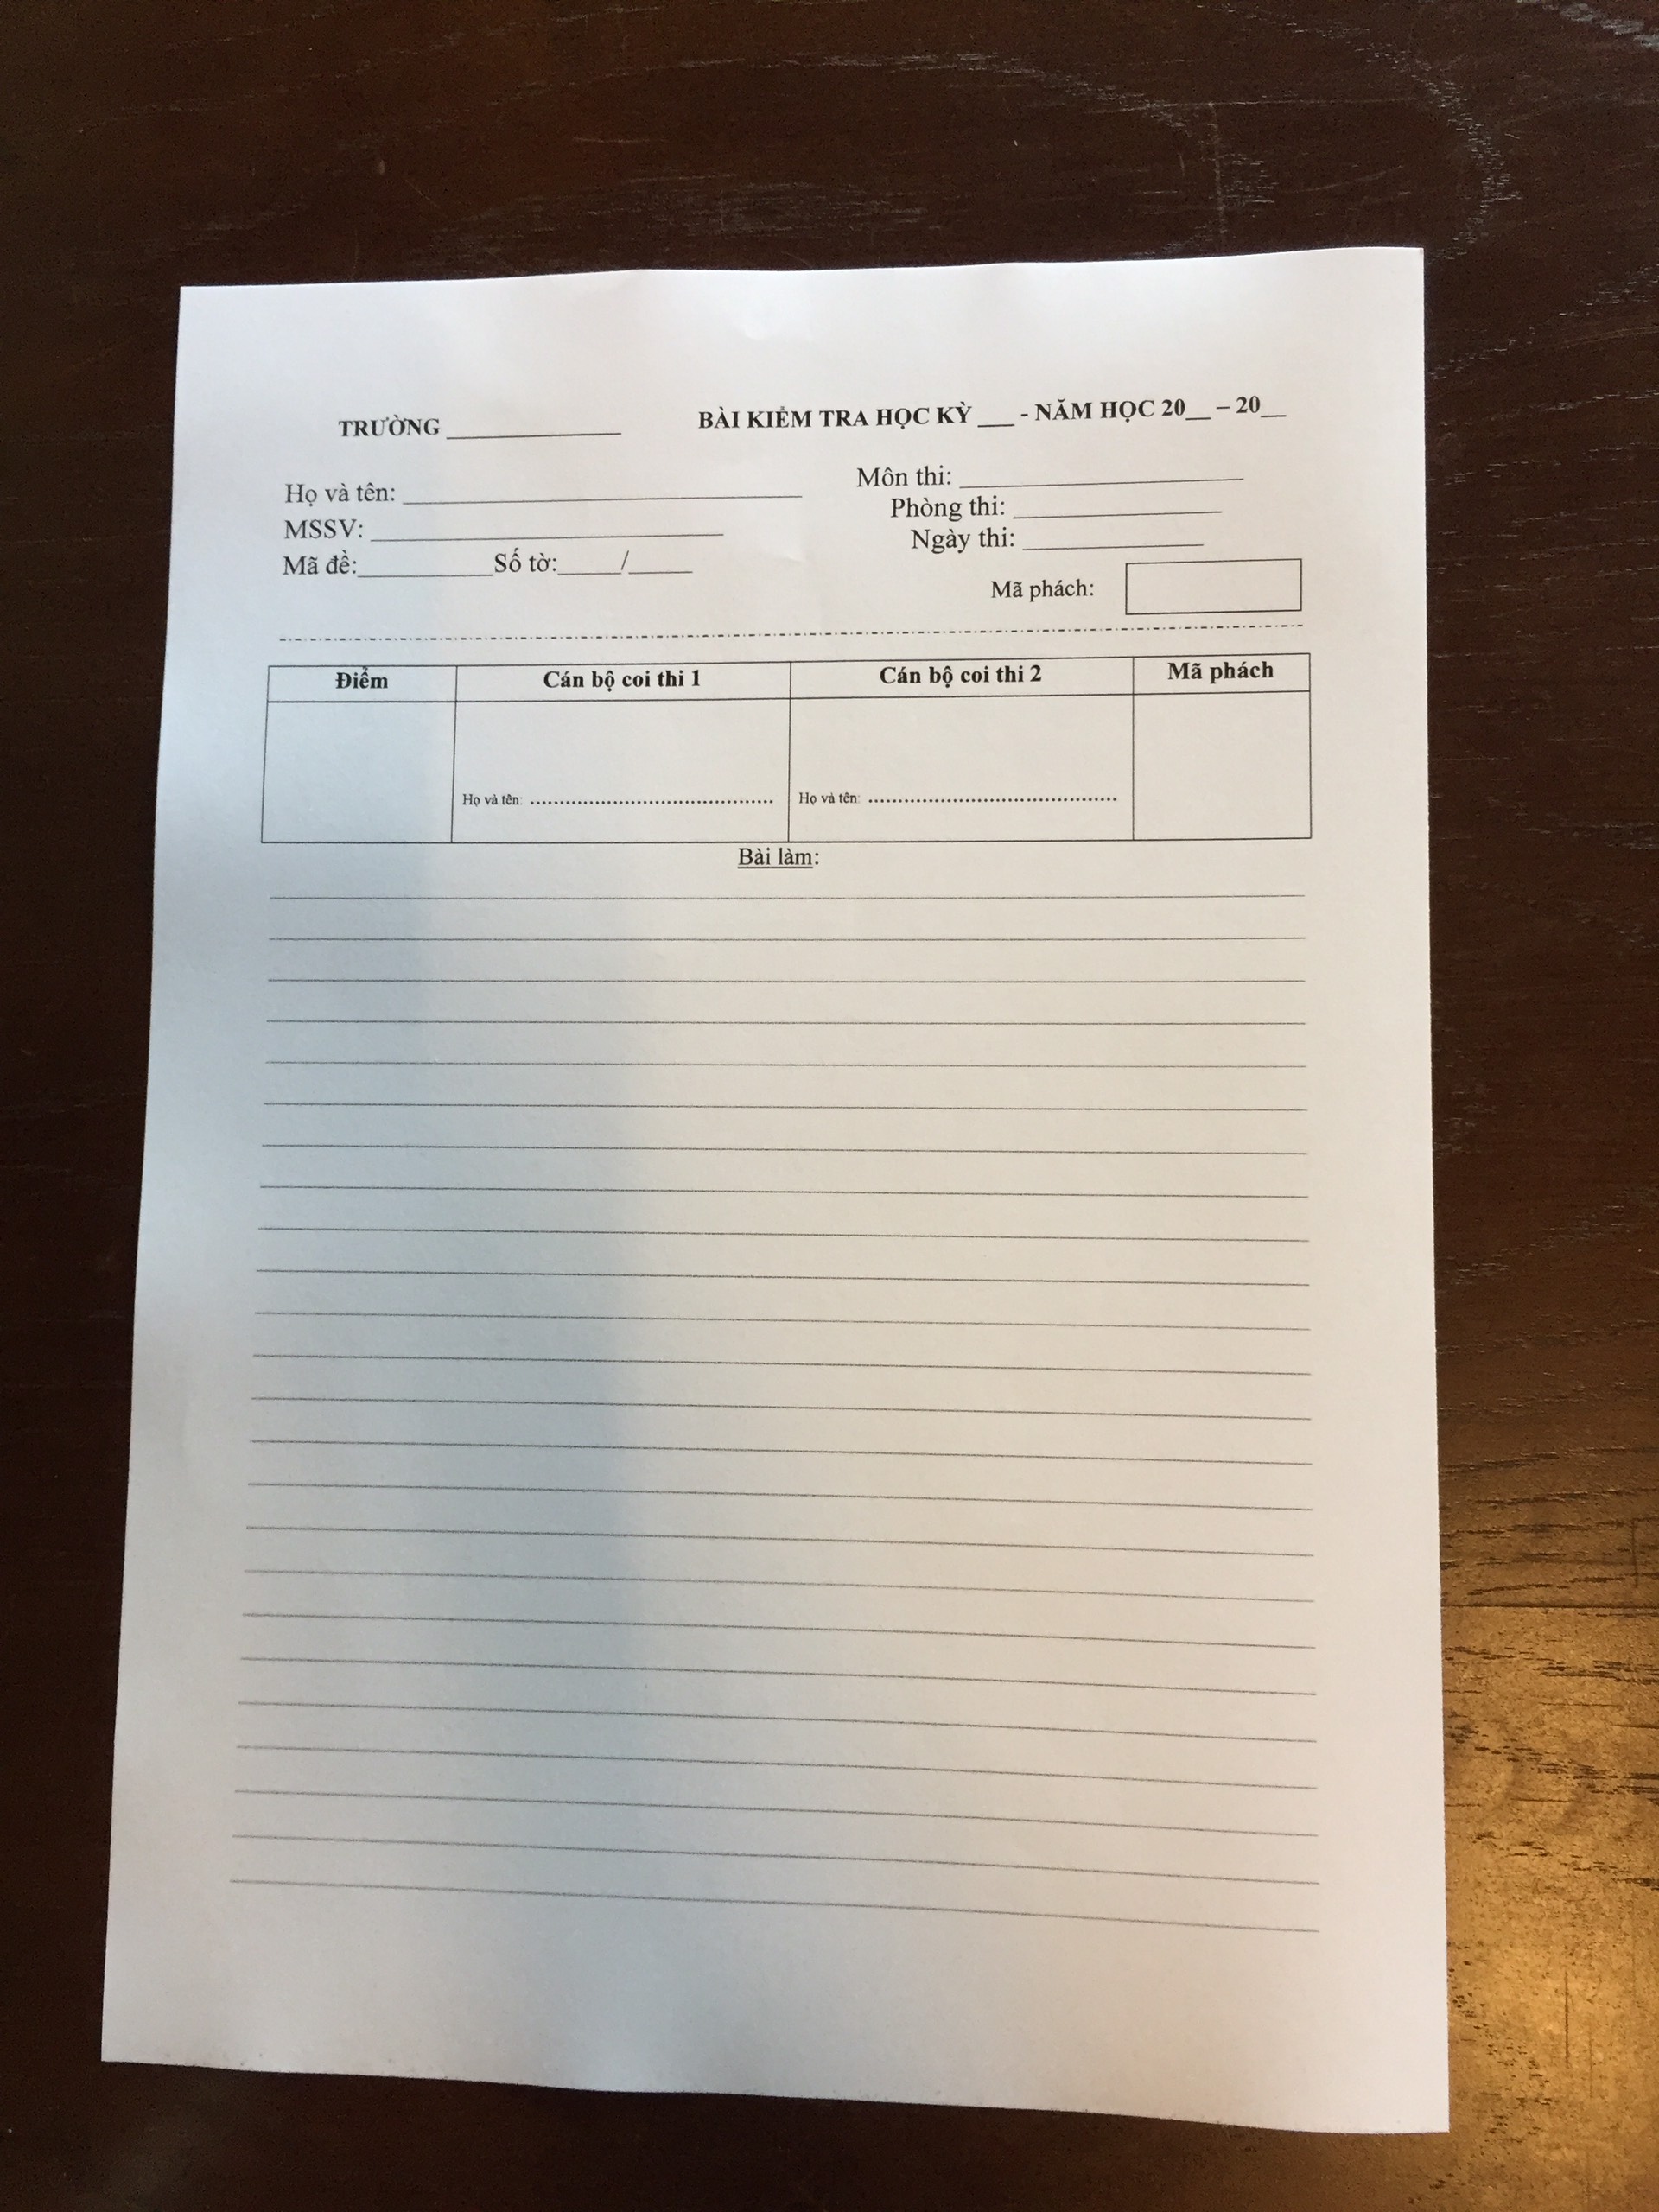 TRƯỜNG ______________ BÀI KIỂM TRA HỌC KỲ ___ - NĂM HỌC 20__ – 20__
Họ và tên: ______________________________
MSSV: ___________________________
Mã đề:__________Số tờ:_____/_____
Môn thi: ______________________
Phòng thi: ________________
Ngày thi: ______________
Mã phách:
Điểm Cán bộ coi thi 1 Cán bộ coi thi 2 Mã phách
Họ và tên: ............................................. Họ và tên: .............................................
Bài làm: